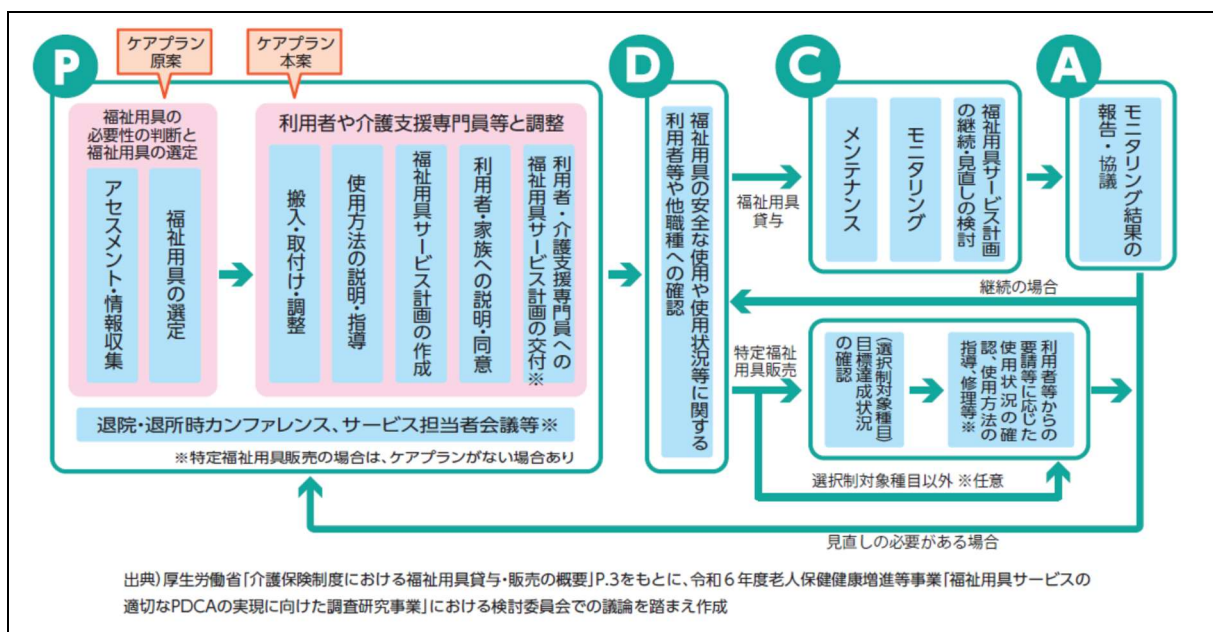 P
ケアプラン
原案
ケアプラン
本案
福祉用具の
必要性の判断と
福祉用具の選定
アセスメント・情報収集
福祉用具の選定
利用者や介護支援専門員等と調整
搬入・取付け・調整
使用方法の説明・指導
福祉用具サービス計画の作成
利用者・家族への説明・同意
利用者・介護支援専門員への
福祉用具サービス計画の交付※
退院・退所時カンファレンス、サービス担当者会議等※
※特定福祉用具販売の場合は、ケアプランがない場合あり
D
福祉用具の安全な使用や使用状況等に関する
利用者等や他職種への確認
福祉用具
貸与
C
メンテナンス
モニタリング
福祉用具サービス計画
の継続・見直しの検討
A
モニタリング結果の
報告・協議
継続の場合
特定福祉
用具販売
(選択制対象種目)
目標達成状況
の確認
利用者等からの
要請等に応じた
使用状況の確
認、使用方法の
指導、修理等※
選択制対象種目以外 ※任意
見直しの必要がある場合
出典)厚生労働省「介護保険制度における福祉用具貸与・販売の概要」P.3をもとに、令和6年度老人保健健康増進等事業「福祉用具サービスの
適切なPDCAの実現に向けた調査研究事業」における検討委員会での議論を踏まえ作成